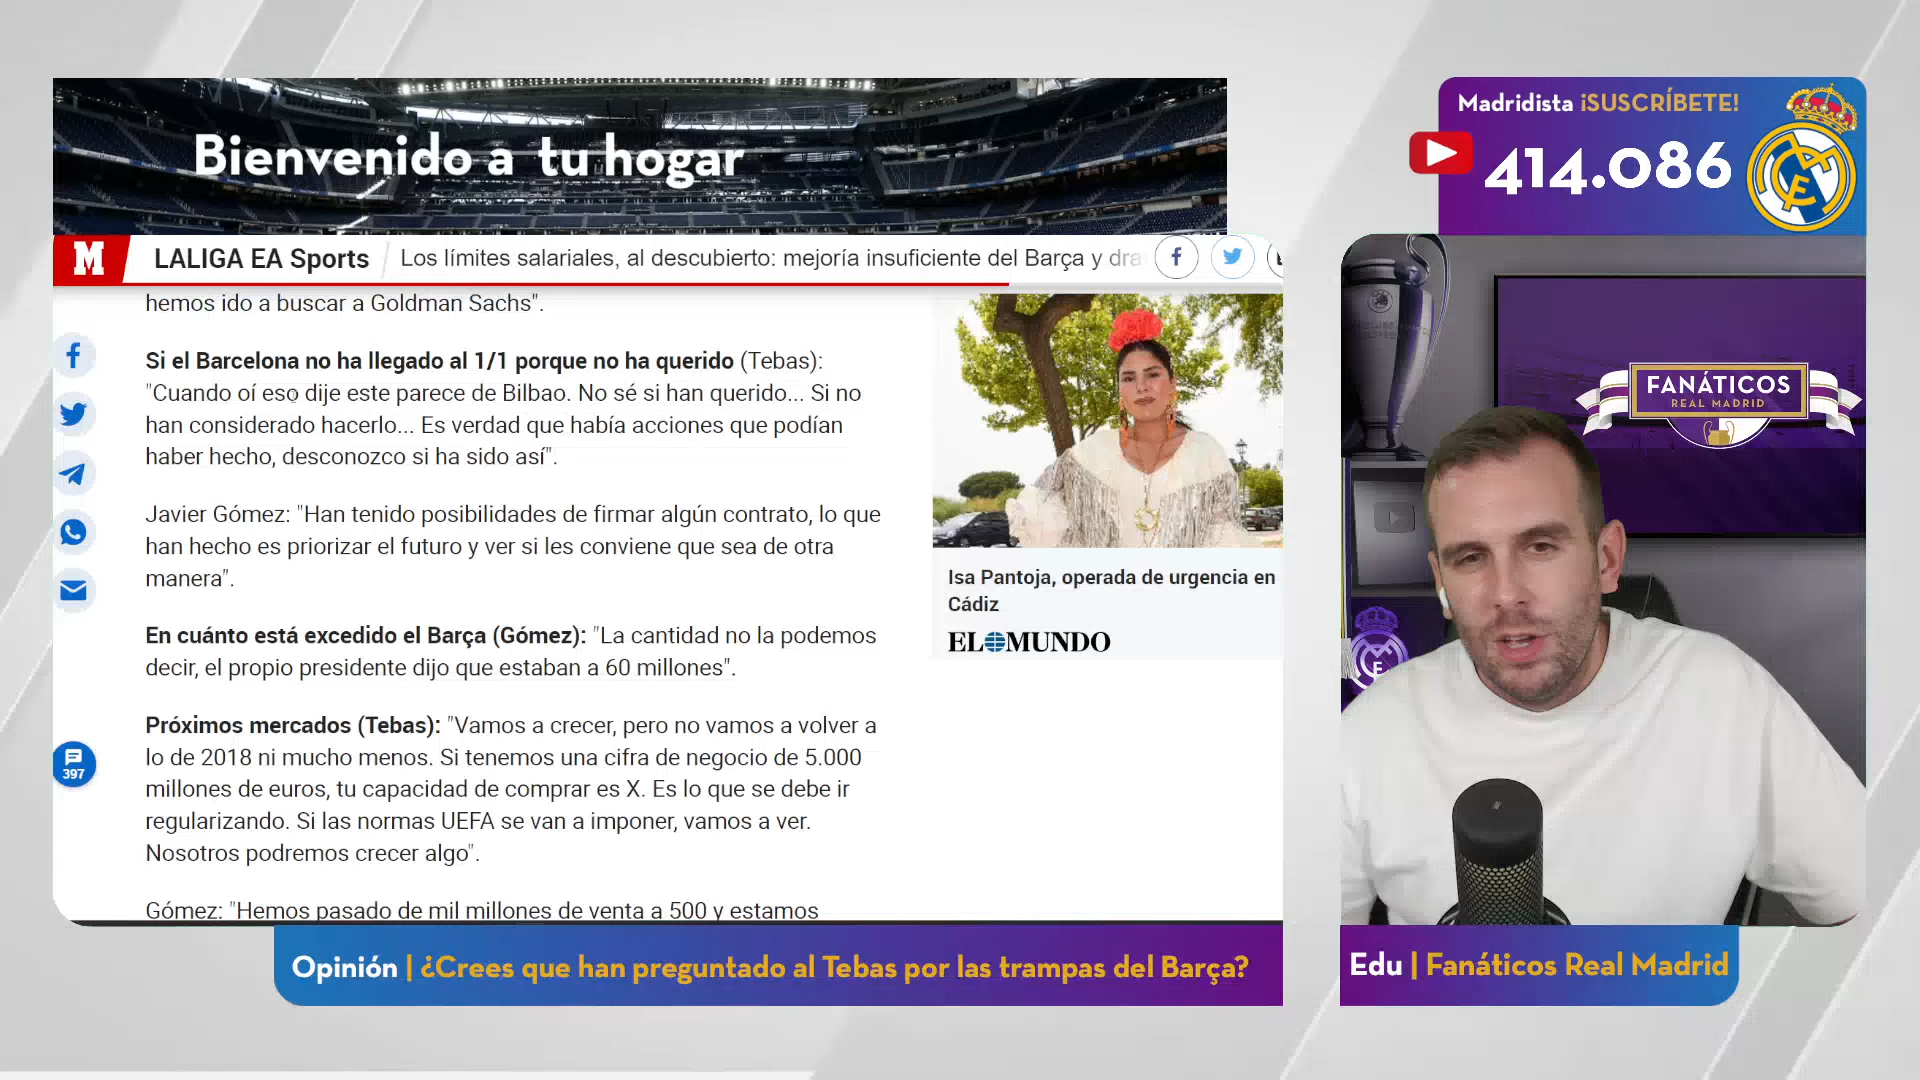 Bienvenido a tu hogar
Madridista ¡SUSCRÍBETE!
414.086
M
LALIGA EA Sports
Los límites salariales, al descubierto: mejoría insuficiente del Barça y dra
hemos ido a buscar a Goldman Sachs".
Si el Barcelona no ha llegado al 1/1 porque no ha querido (Tebas):
"Cuando oí eso dije este parece de Bilbao. No sé si han querido... Si no
han considerado hacerlo... Es verdad que había acciones que podían
haber hecho, desconozco si ha sido así".
Javier Gómez: "Han tenido posibilidades de firmar algún contrato, lo que
han hecho es priorizar el futuro y ver si les conviene que sea de otra
manera".
En cuánto está excedido el Barça (Gómez): "La cantidad no la podemos
decir, el propio presidente dijo que estaban a 60 millones".
Próximos mercados (Tebas): "Vamos a crecer, pero no vamos a volver a
lo de 2018 ni mucho menos. Si tenemos una cifra de negocio de 5.000
millones de euros, tu capacidad de comprar es X. Es lo que se debe ir
regularizando. Si las normas UEFA se van a imponer, vamos a ver.
Nosotros podremos crecer algo".
Gómez: "Hemos pasado de mil millones de venta a 500 y estamos
397
Isa Pantoja, operada de urgencia en
Cádiz
EL MUNDO
FANÁTICOS
REAL MADRID
Opinión | ¿Crees que han preguntado al Tebas por las trampas del Barça?
Edu | Fanáticos Real Madrid